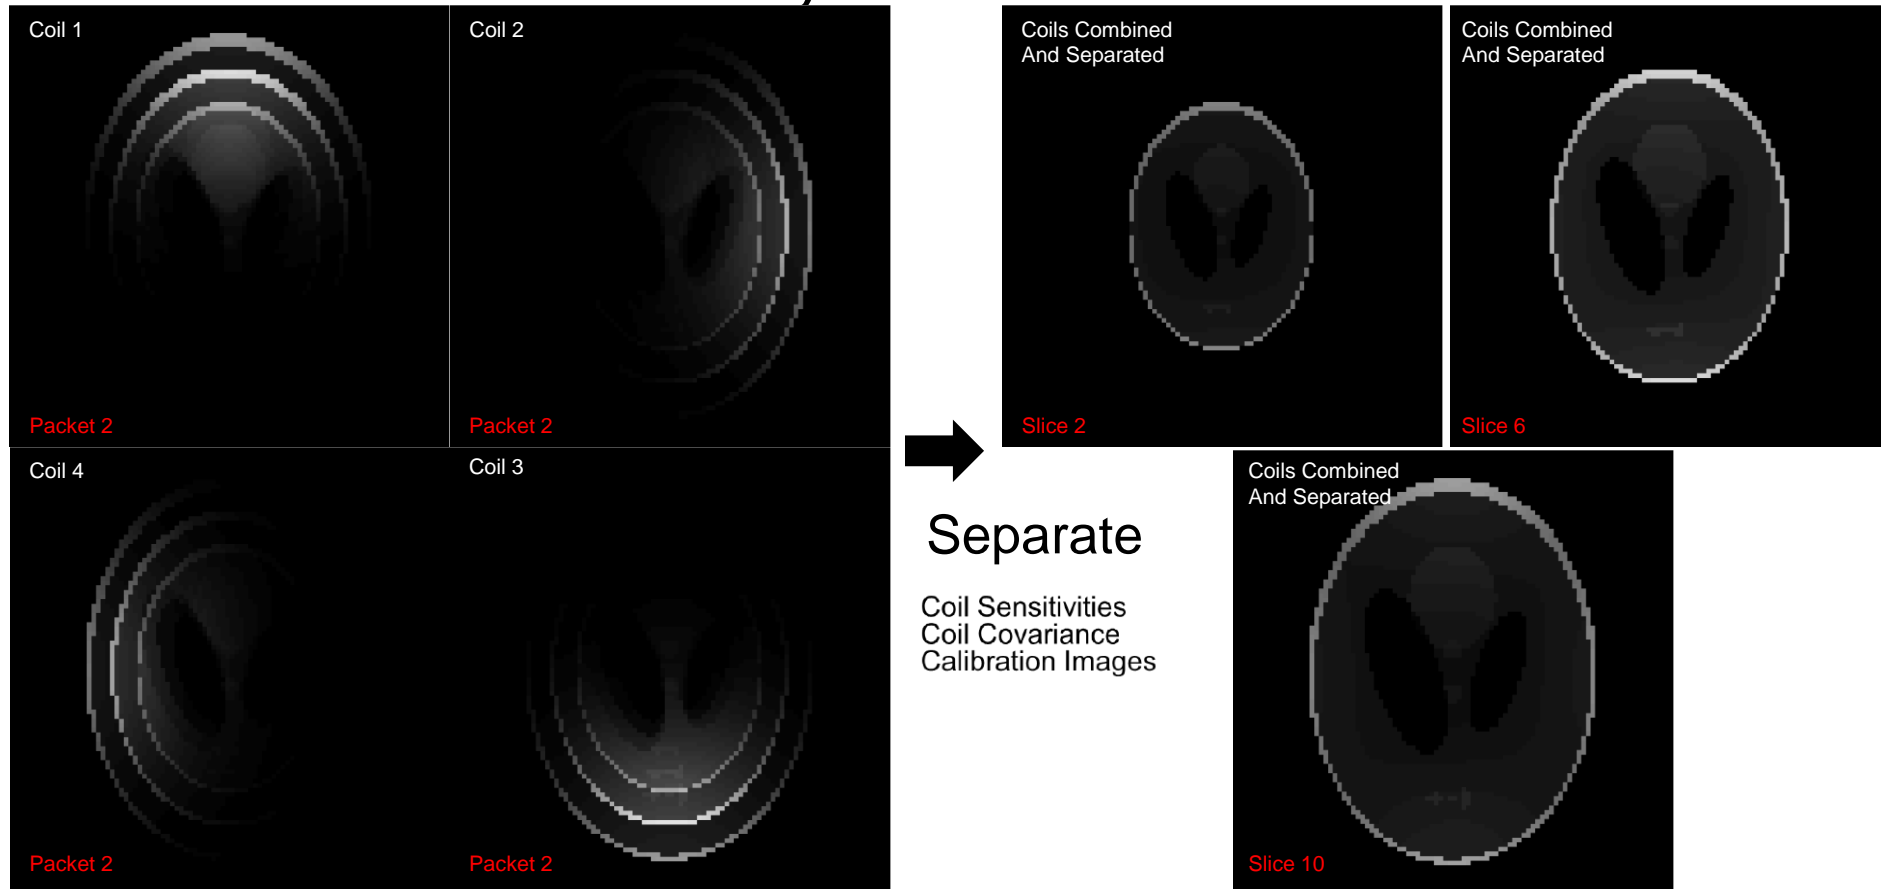 Coil 1
Coil 2
Packet 2
Packet 2
Coil 4
Coil 3
Packet 2
Packet 2
Separate
Coil Sensitivities
Coil Covariance
Calibration Images
Coils Combined
And Separated
Slice 2
Coils Combined
And Separated
Slice 6
Coils Combined
And Separated
Slice 10